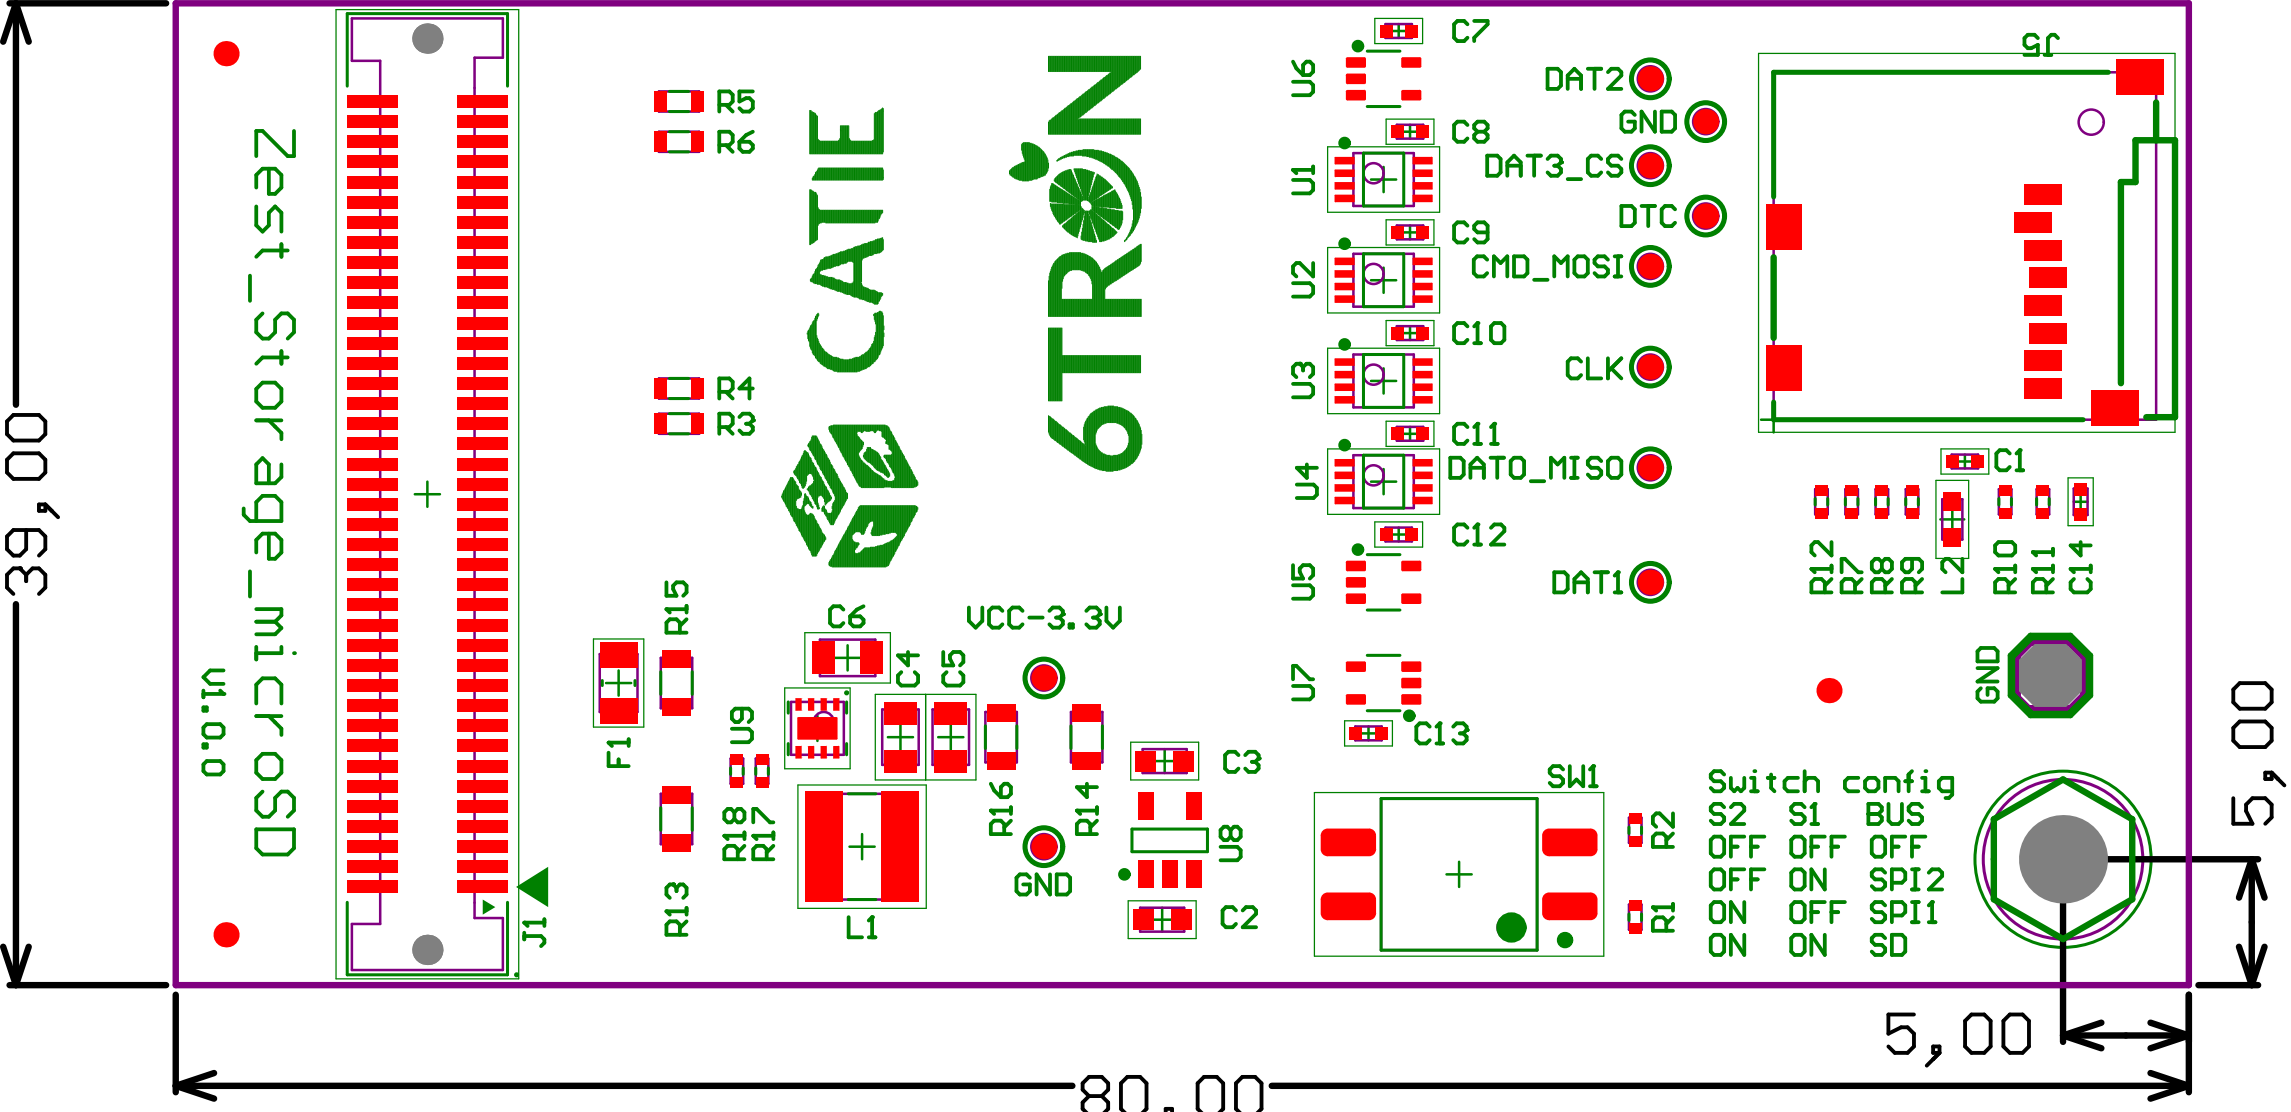 C7
J5
U6
DAT2
R5
GND
C8
R6
DAT3_CS
U1
DTC
C9
CMD_MOSI
U2
C10
CLK
U3
R4
R3
C11
DAT0_MISO
U4
C1
C12
CATIE
6TRON
Zest_Storage_microSD
V1.0.0
39,00
U5
DAT1
R12
R7
R8
R9
L2
R10
R11
C14
R15
C6
VCC-3.3V
C4
C5
U7
GND
F1
U9
C13
C3
SW1
R18
R17
R16
R14
U8
R2
GND
R13
L1
C2
R1
J1
Switch config
S2 S1 BUS
OFF OFF OFF
OFF ON SPI2
ON OFF SPI1
ON ON SD
5,00
5,00
80,00